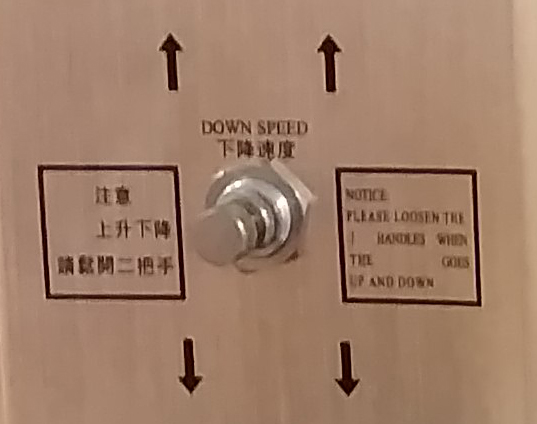 DOWN SPEED
下降速度
注意
上升下降
請鬆開二把手
NOTICE
PLEASE LOOSEN THE
HANDLES WHEN
THE GOES
UP AND DOWN